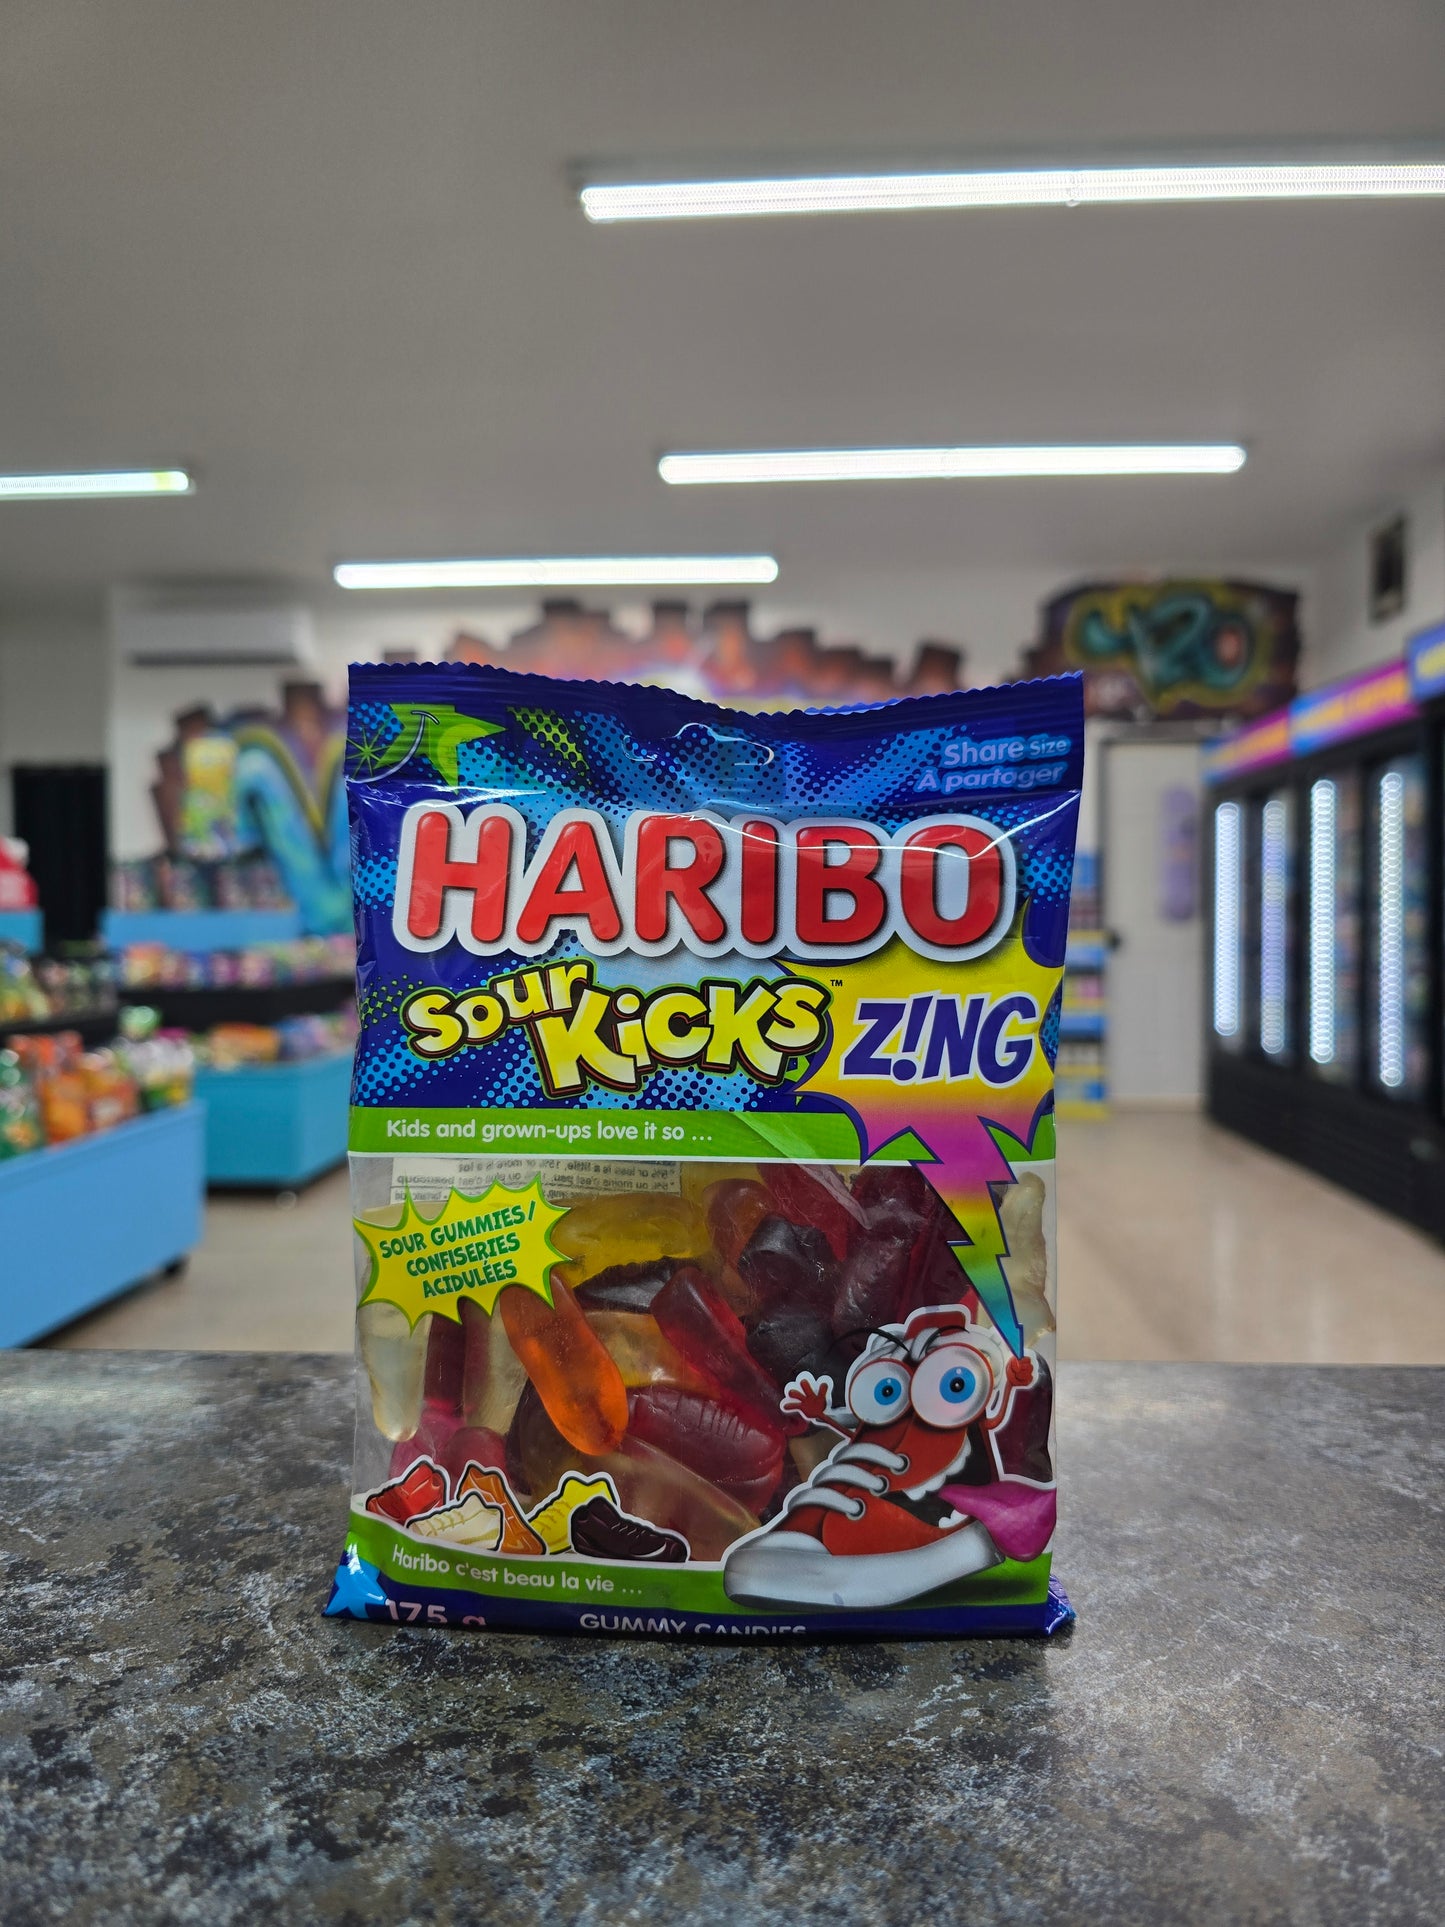 420
Share Size
À partager
HARIBO
Sour Kicks™
Z!NG
Kids and grown-ups love it so ...
SOUR GUMMIES/
CONFISERIES
ACIDULÉES
Haribo c'est beau la vie ...
175 g
GUMMY CANDIES